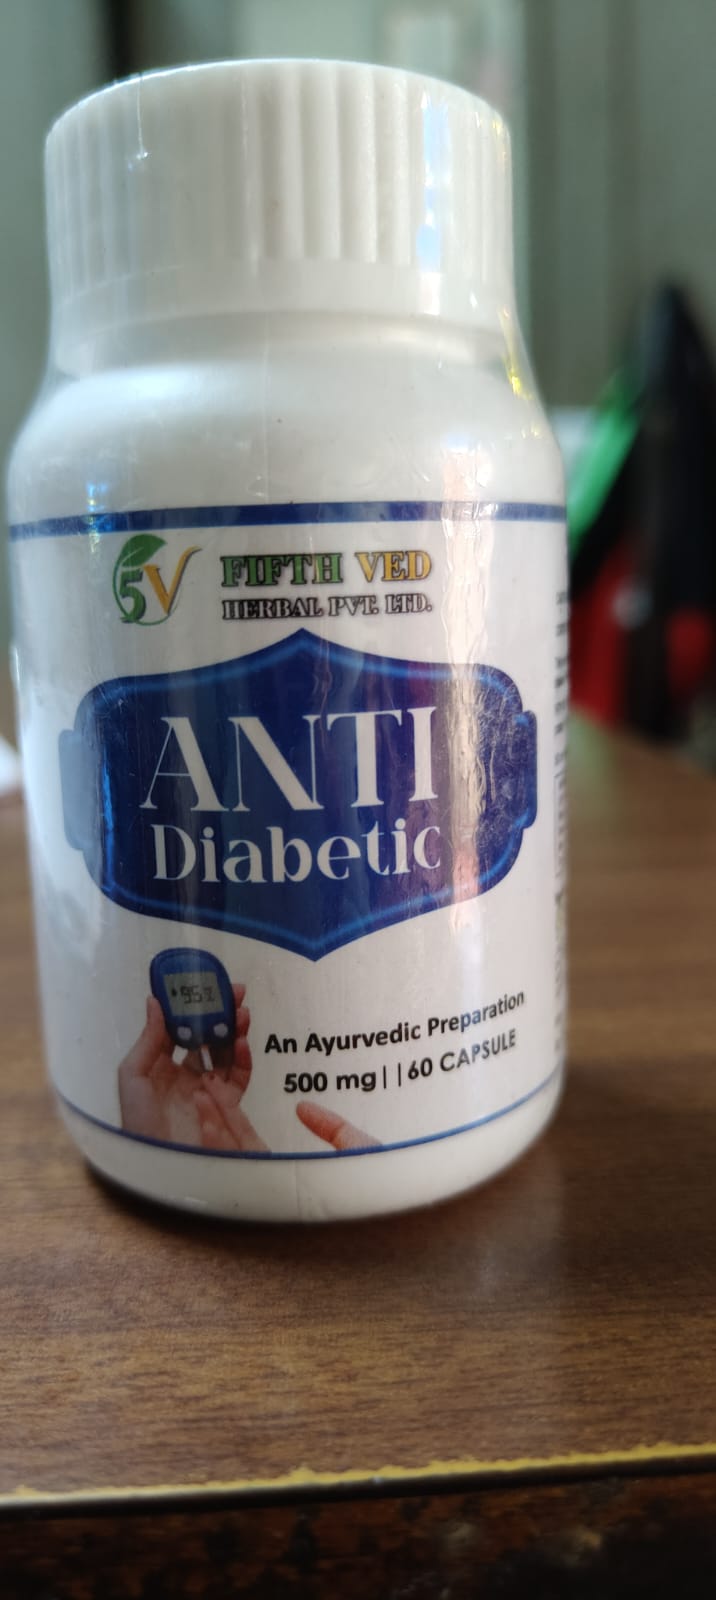 5V FIFTH VED
HERBAL PVT. LTD.
ANTI
Diabetic
An Ayurvedic Preparation
500 mg||60 CAPSULE